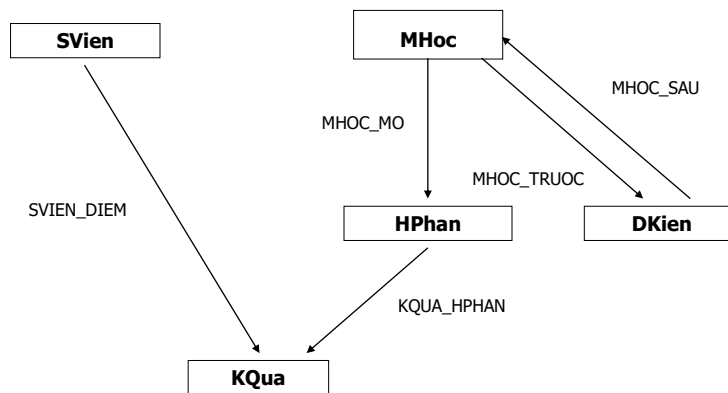 SVien
MHoc
MHOC_SAU
MHOC_MO
MHOC_TRUOC
SVIEN_DIEM
HPhan
DKien
KQUA_HPHAN
KQua